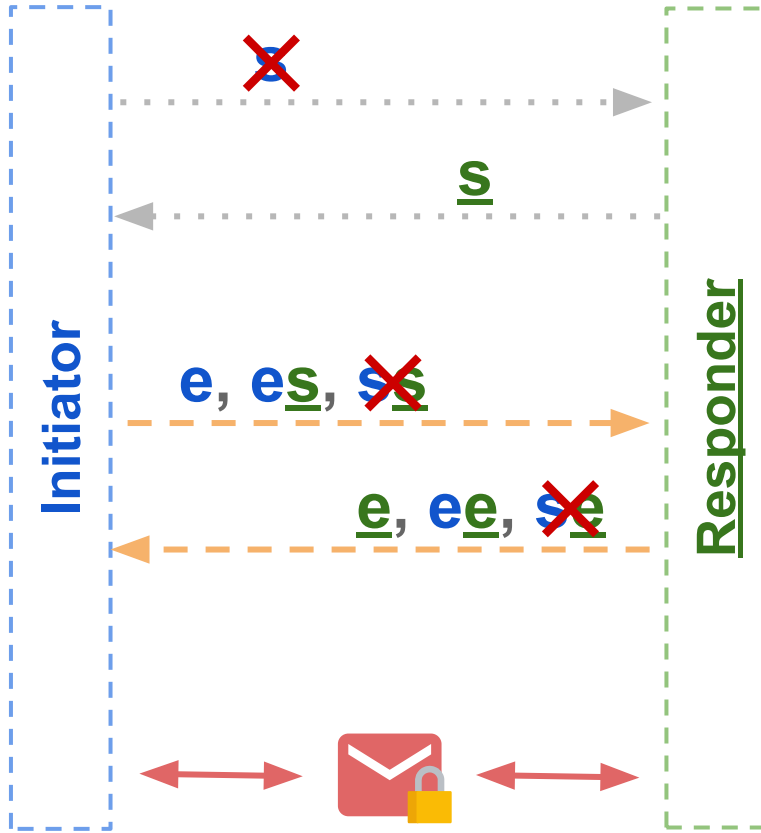 s
s
e, es, ss
e, ee, se
Initiator
Responder